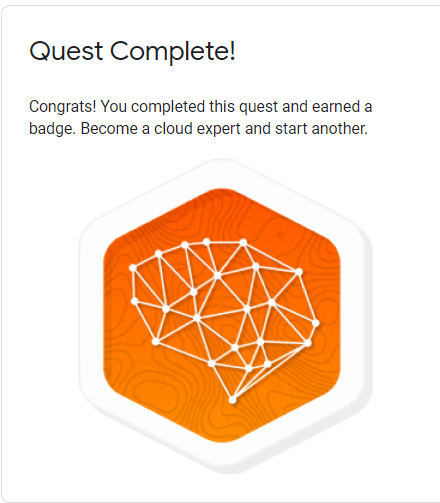 Quest Complete!
Congrats! You completed this quest and earned a
badge. Become a cloud expert and start another.